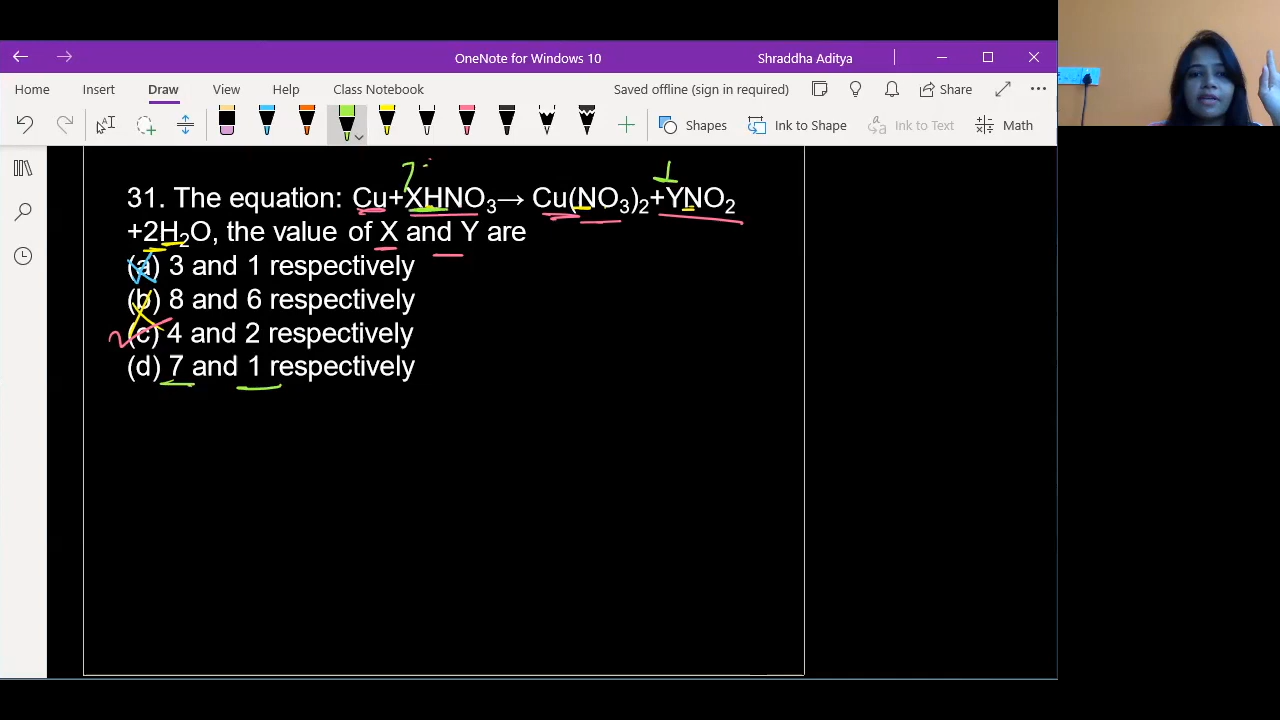 OneNote for Windows 10
Shraddha Aditya
Home Insert Draw View Help Class Notebook
Saved offline (sign in required)
Share
Shapes
Ink to Shape
Ink to Text
Math
7
1
31. The equation: Cu+XHNO3→ Cu(NO3)2+YNO2
+2H2O, the value of X and Y are
(a) 3 and 1 respectively
(b) 8 and 6 respectively
(c) 4 and 2 respectively
(d) 7 and 1 respectively